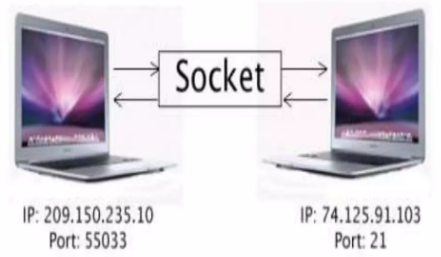 Socket
IP: 209.150.235.10
Port: 55033
IP: 74.125.91.103
Port: 21